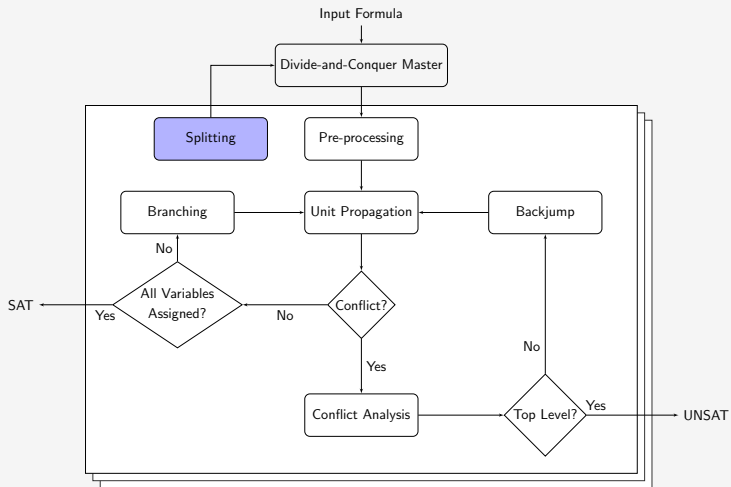 Input Formula
Divide-and-Conquer Master
Splitting
Pre-processing
Branching
Unit Propagation
Backjump
No
All Variables
Assigned?
SAT
Yes
No
Conflict?
No
Yes
Conflict Analysis
Top Level?
Yes
UNSAT